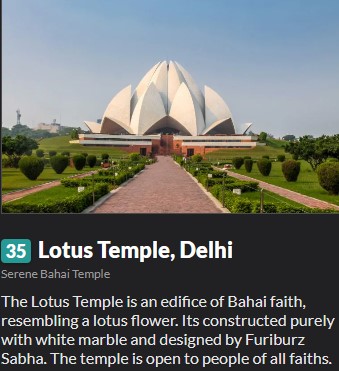 35 Lotus Temple, Delhi
Serene Bahai Temple
The Lotus Temple is an edifice of Bahai faith,
resembling a lotus flower. Its constructed purely
with white marble and designed by Furiburz
Sabha. The temple is open to people of all faiths.